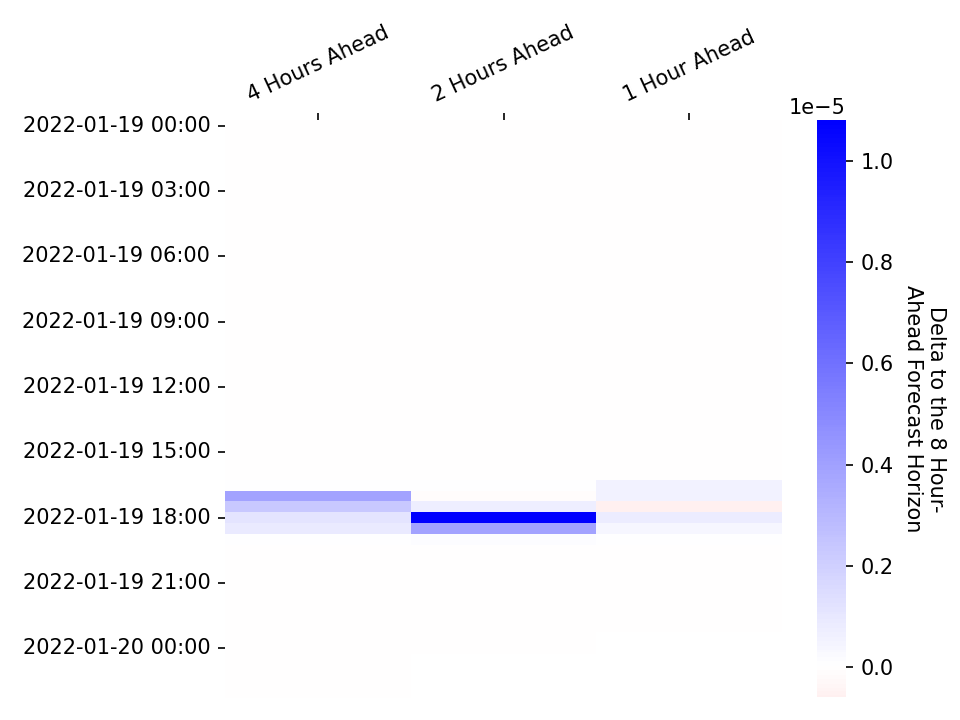 4 Hours Ahead
2 Hours Ahead
1 Hour Ahead
2022-01-19 00:00
2022-01-19 03:00
2022-01-19 06:00
2022-01-19 09:00
2022-01-19 12:00
2022-01-19 15:00
2022-01-19 18:00
2022-01-19 21:00
2022-01-20 00:00
1e−5
1.0
0.8
0.6
0.4
0.2
0.0
Delta to the 8 Hour-
Ahead Forecast Horizon